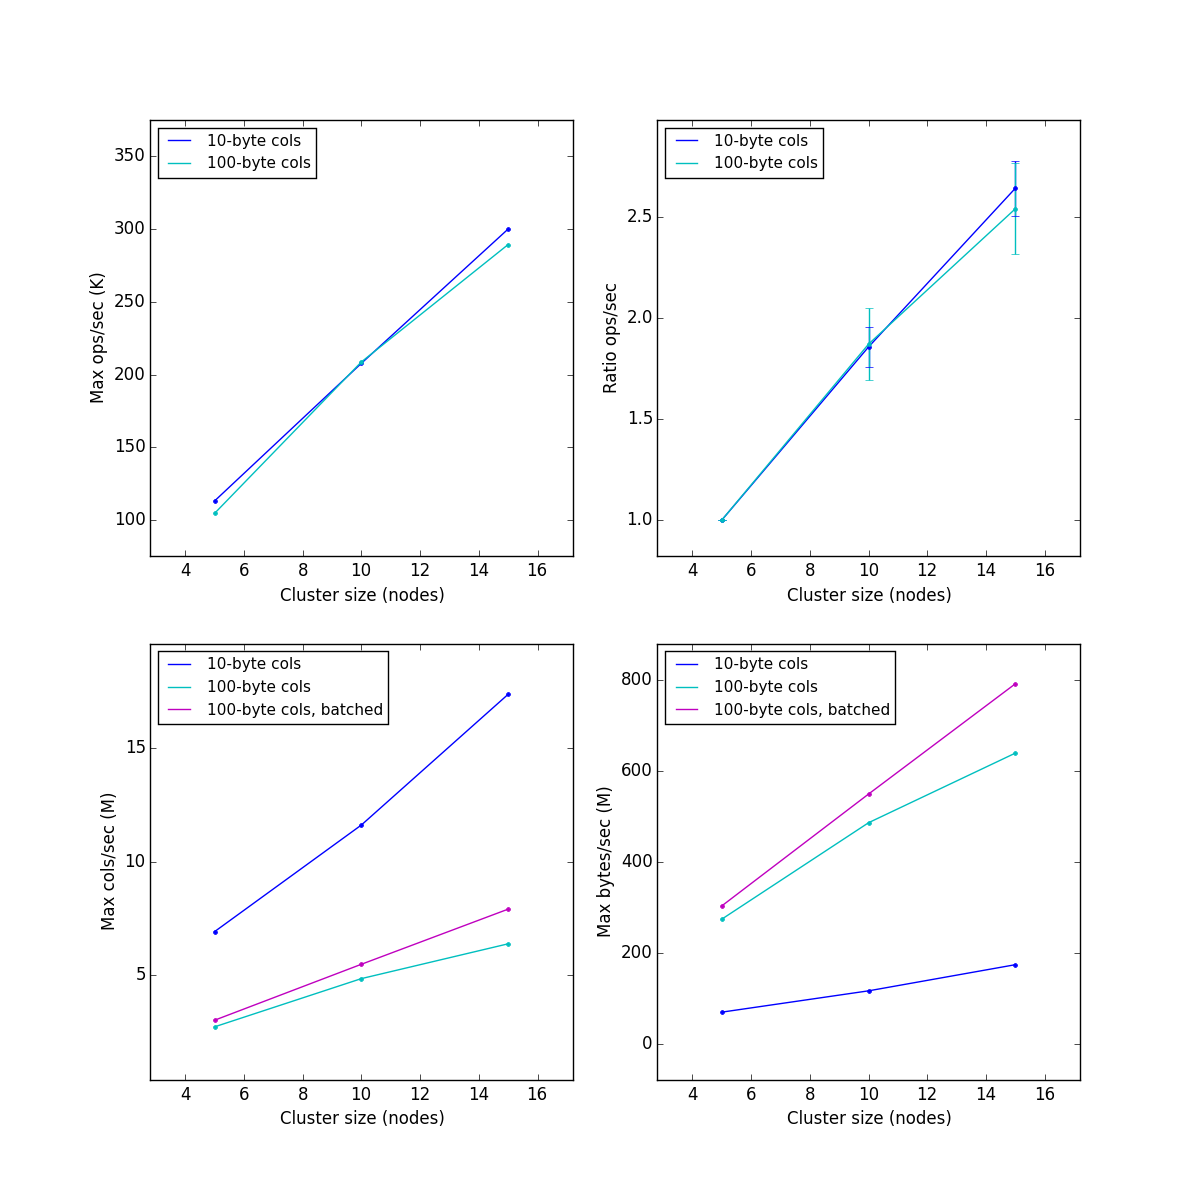 10-byte cols
100-byte cols
350
300
250
200
150
100
Max ops/sec (K)
4 6 8 10 12 14 16
Cluster size (nodes)
10-byte cols
100-byte cols
2.5
2.0
1.5
1.0
Ratio ops/sec
4 6 8 10 12 14 16
Cluster size (nodes)
10-byte cols
100-byte cols
100-byte cols, batched
15
10
5
Max cols/sec (M)
4 6 8 10 12 14 16
Cluster size (nodes)
10-byte cols
100-byte cols
100-byte cols, batched
800
600
400
200
0
Max bytes/sec (M)
4 6 8 10 12 14 16
Cluster size (nodes)